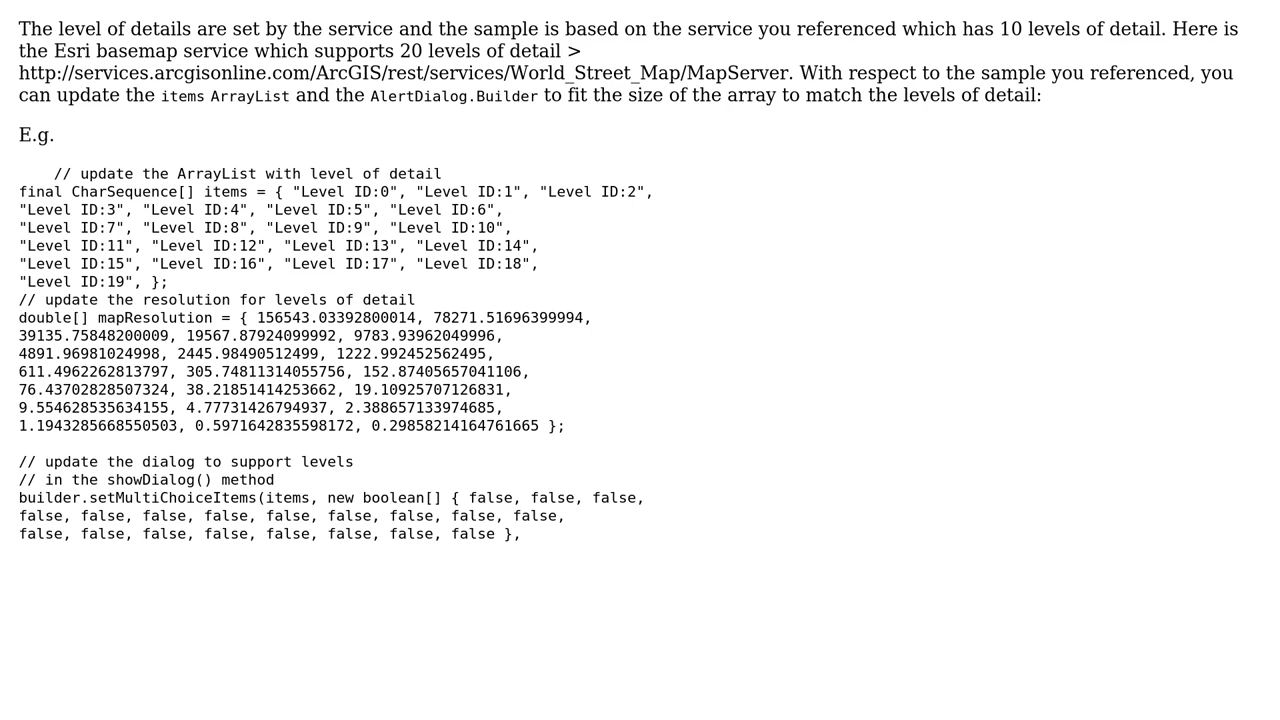 The level of details are set by the service and the sample is based on the service you referenced which has 10 levels of detail. Here is
the Esri basemap service which supports 20 levels of detail >
http://services.arcgisonline.com/ArcGIS/rest/services/World_Street_Map/MapServer. With respect to the sample you referenced, you
can update the items ArrayList and the AlertDialog.Builder to fit the size of the array to match the levels of detail:

E.g.

    // update the ArrayList with level of detail
final CharSequence[] items = { "Level ID:0", "Level ID:1", "Level ID:2",
"Level ID:3", "Level ID:4", "Level ID:5", "Level ID:6",
"Level ID:7", "Level ID:8", "Level ID:9", "Level ID:10",
"Level ID:11", "Level ID:12", "Level ID:13", "Level ID:14",
"Level ID:15", "Level ID:16", "Level ID:17", "Level ID:18",
"Level ID:19", };
// update the resolution for levels of detail
double[] mapResolution = { 156543.03392800014, 78271.51696399994,
39135.75848200009, 19567.87924099992, 9783.93962049996,
4891.96981024998, 2445.98490512499, 1222.992452562495,
611.4962262813797, 305.74811314055756, 152.87405657041106,
76.43702828507324, 38.21851414253662, 19.10925707126831,
9.554628535634155, 4.77731426794937, 2.388657133974685,
1.1943285668550503, 0.5971642835598172, 0.29858214164761665 };

// update the dialog to support levels
// in the showDialog() method
builder.setMultiChoiceItems(items, new boolean[] { false, false, false,
false, false, false, false, false, false, false, false, false,
false, false, false, false, false, false, false, false },